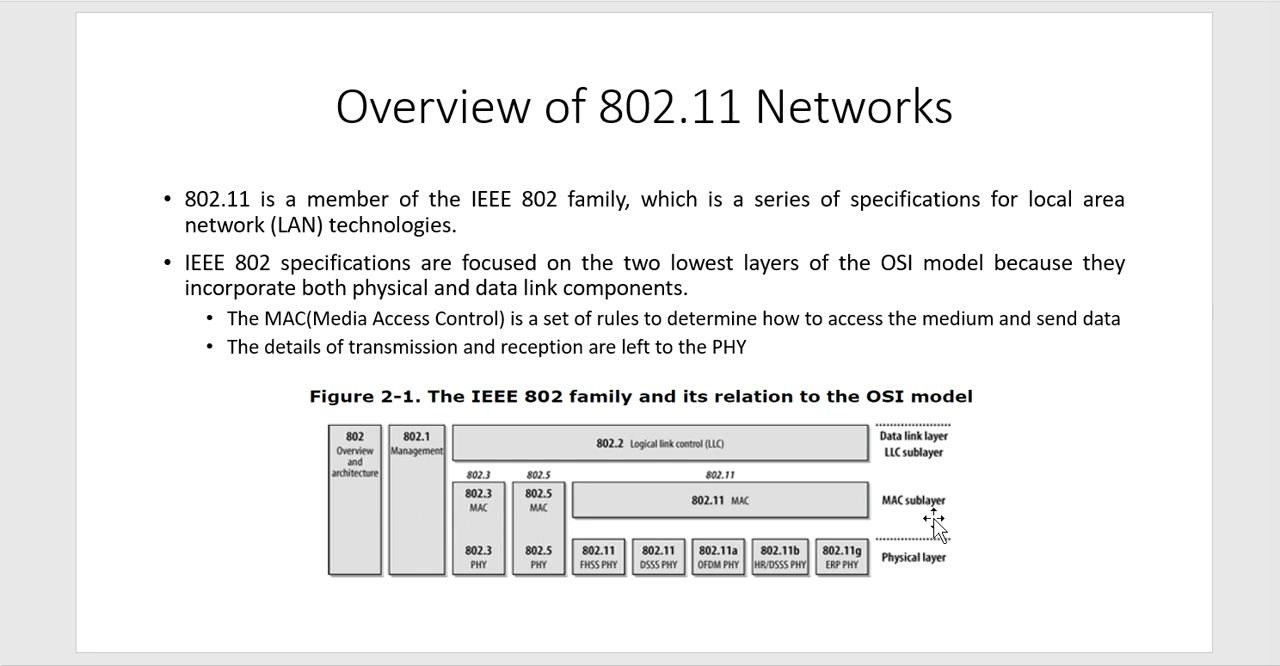 Overview of 802.11 Networks
• 802.11 is a member of the IEEE 802 family, which is a series of specifications for local area
network (LAN) technologies.
• IEEE 802 specifications are focused on the two lowest layers of the OSI model because they
incorporate both physical and data link components.
• The MAC(Media Access Control) is a set of rules to determine how to access the medium and send data
• The details of transmission and reception are left to the PHY
Figure 2-1. The IEEE 802 family and its relation to the OSI model
802
Overview
and
architecture
802.1
Management
802.2 Logical link control (LLC)
Data link layer
LLC sublayer
802.3
802.5
802.11
802.3
MAC
802.5
MAC
802.11 MAC
MAC sublayer
802.3
PHY
802.5
PHY
802.11
FHSS PHY
802.11
DSSS PHY
802.11a
OFDM PHY
802.11b
HR/DSSS PHY
802.11g
ERP PHY
Physical layer